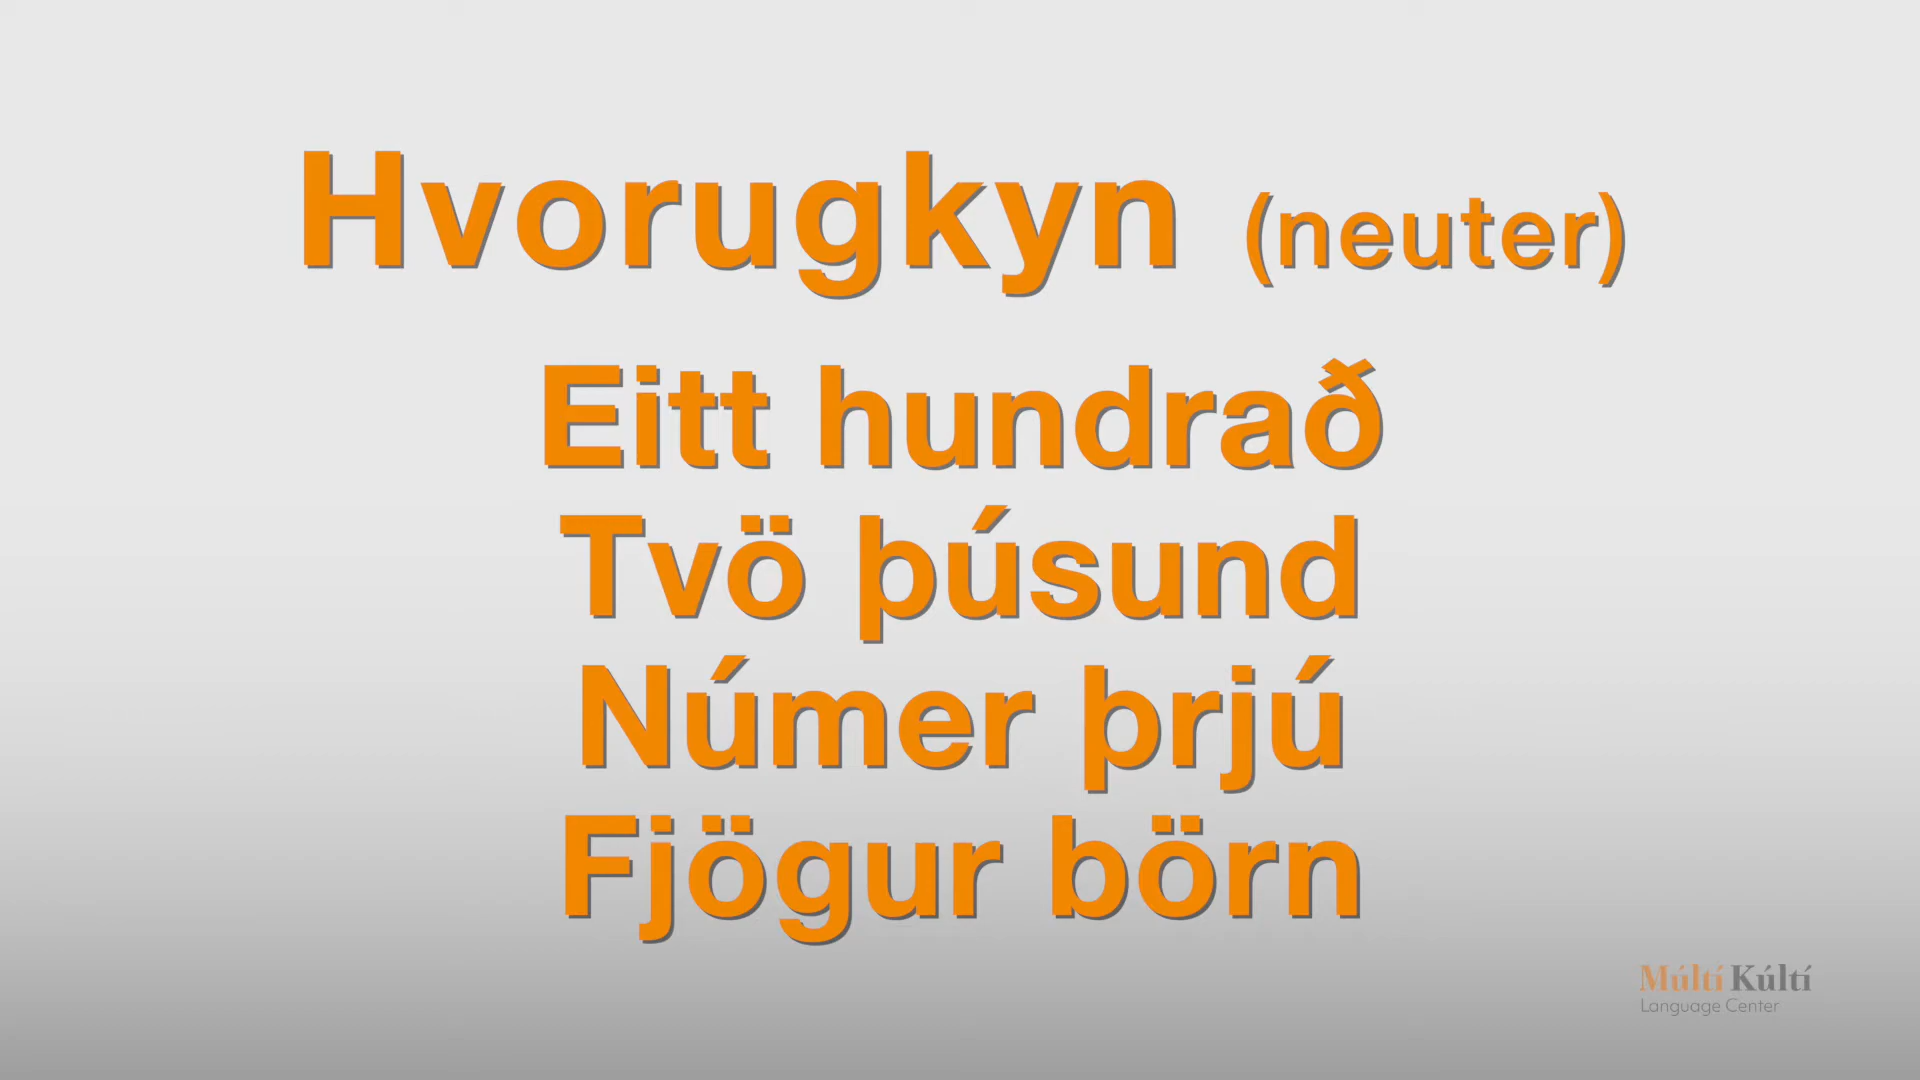 Hvorugkyn (neuter)
Eitt hundrað
Tvö þúsund
Númer þrjú
Fjögur börn
Múltí Kúltí
Language Center